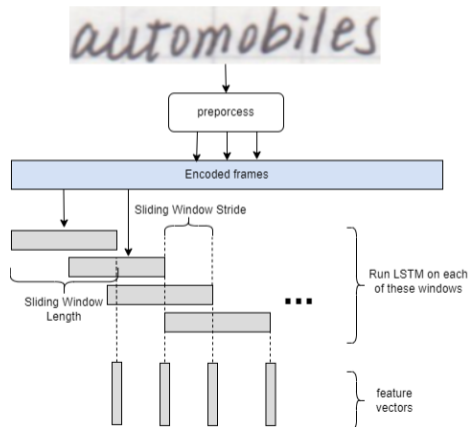 automobiles
preporcess
Encoded frames
Sliding Window Stride
Sliding Window
Length
...
Run LSTM on each
of these windows
feature
vectors